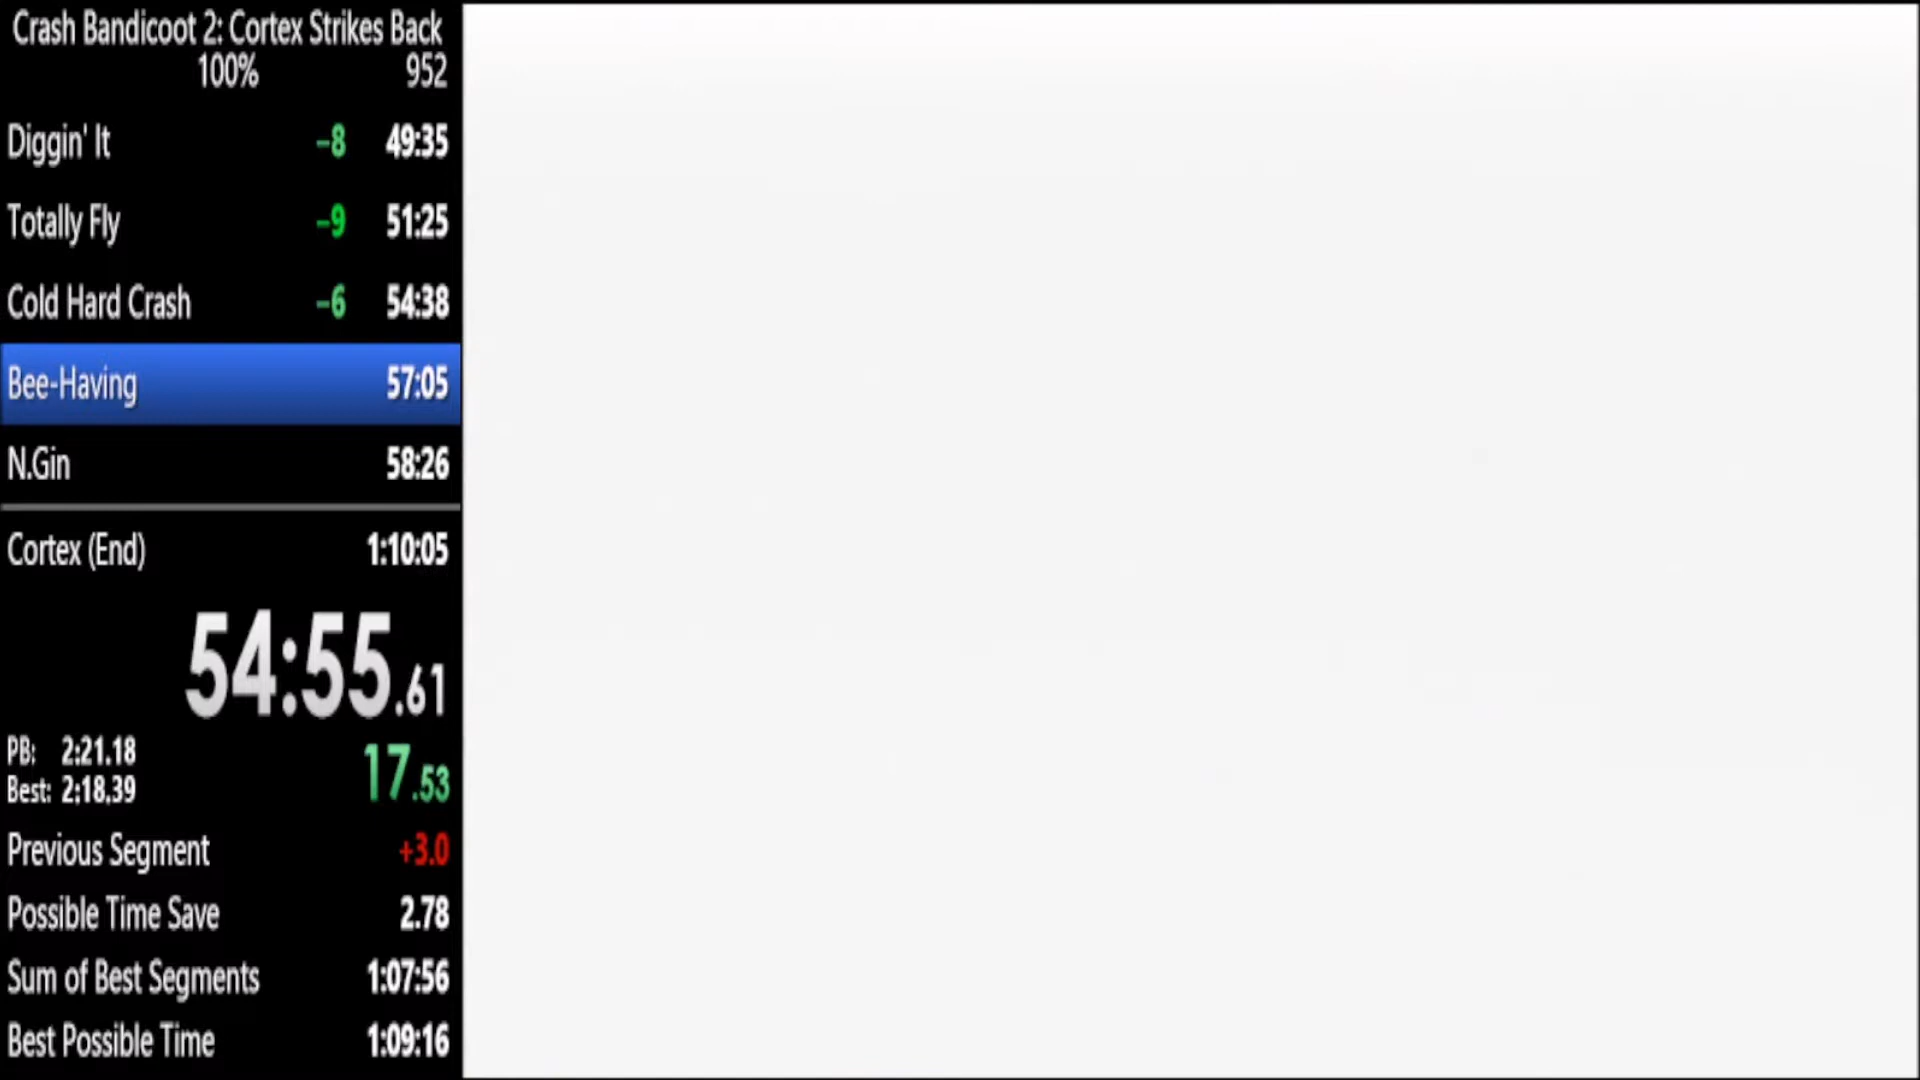 Crash Bandicoot 2: Cortex Strikes Back
100% 952
Diggin' It −8 49:35
Totally Fly −9 51:25
Cold Hard Crash −6 54:38
Bee-Having 57:05
N.Gin 58:26
Cortex (End) 1:10:05
54:55.61
PB: 2:21.18 17.53
Best: 2:18.39
Previous Segment +3.0
Possible Time Save 2.78
Sum of Best Segments 1:07:56
Best Possible Time 1:09:16